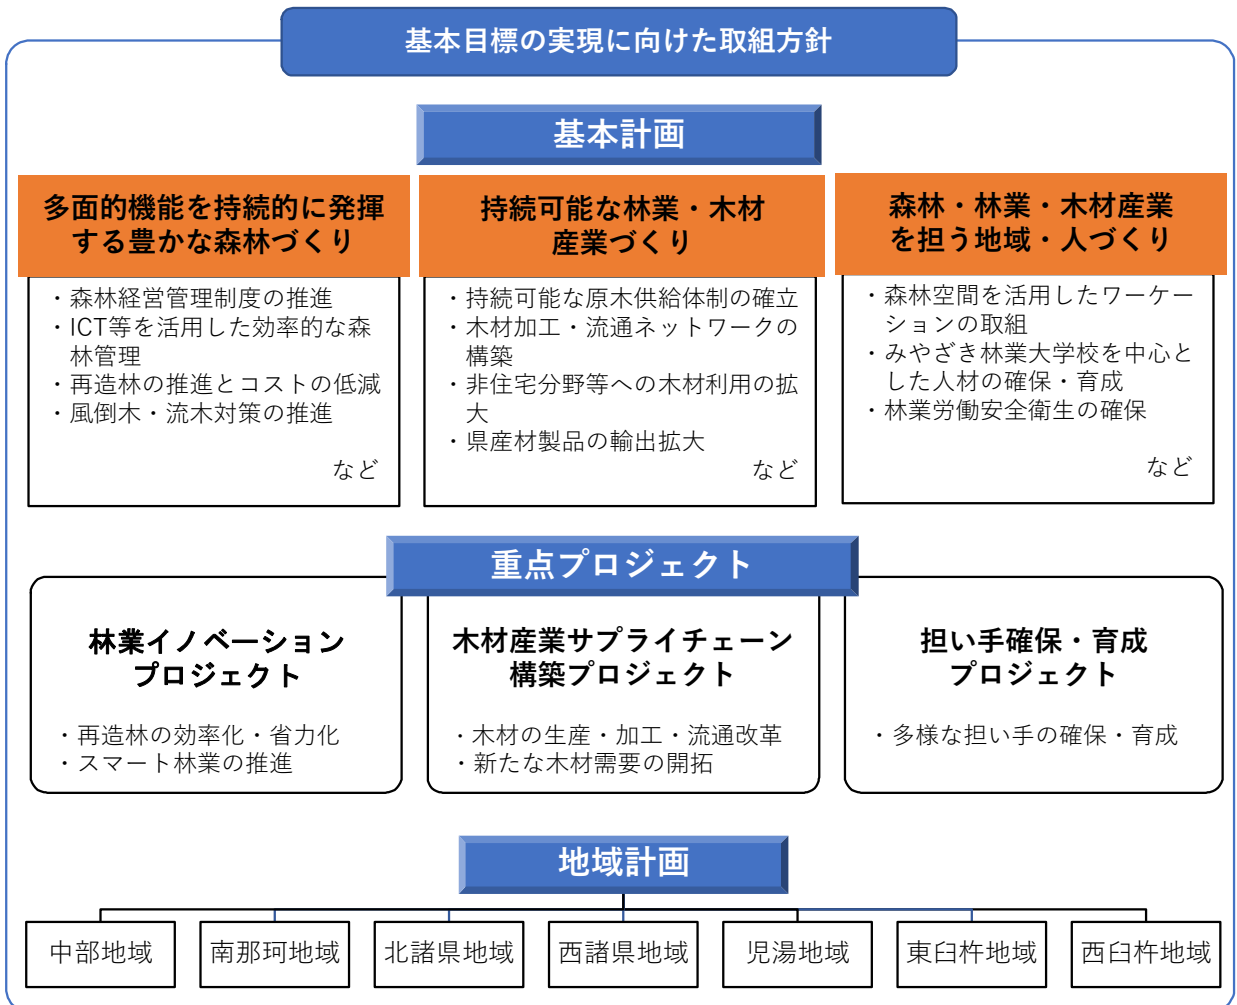 基本目標の実現に向けた取組方針
基本計画
多面的機能を持続的に発揮
する豊かな森林づくり
・森林経営管理制度の推進
・ICT等を活用した効率的な森
林管理
・再造林の推進とコストの低減
・風倒木・流木対策の推進
など
持続可能な林業・木材
産業づくり
・持続可能な原木供給体制の確立
・木材加工・流通ネットワークの
構築
・非住宅分野等への木材利用の拡
大
・県産材製品の輸出拡大
など
森林・林業・木材産業
を担う地域・人づくり
・森林空間を活用したワーケー
ションの取組
・みやざき林業大学校を中心と
した人材の確保・育成
・林業労働安全衛生の確保
など
重点プロジェクト
林業イノベーション
プロジェクト
・再造林の効率化・省力化
・スマート林業の推進
木材産業サプライチェーン
構築プロジェクト
・木材の生産・加工・流通改革
・新たな木材需要の開拓
担い手確保・育成
プロジェクト
・多様な担い手の確保・育成
地域計画
中部地域
南那珂地域
北諸県地域
西諸県地域
児湯地域
東臼杵地域
西臼杵地域